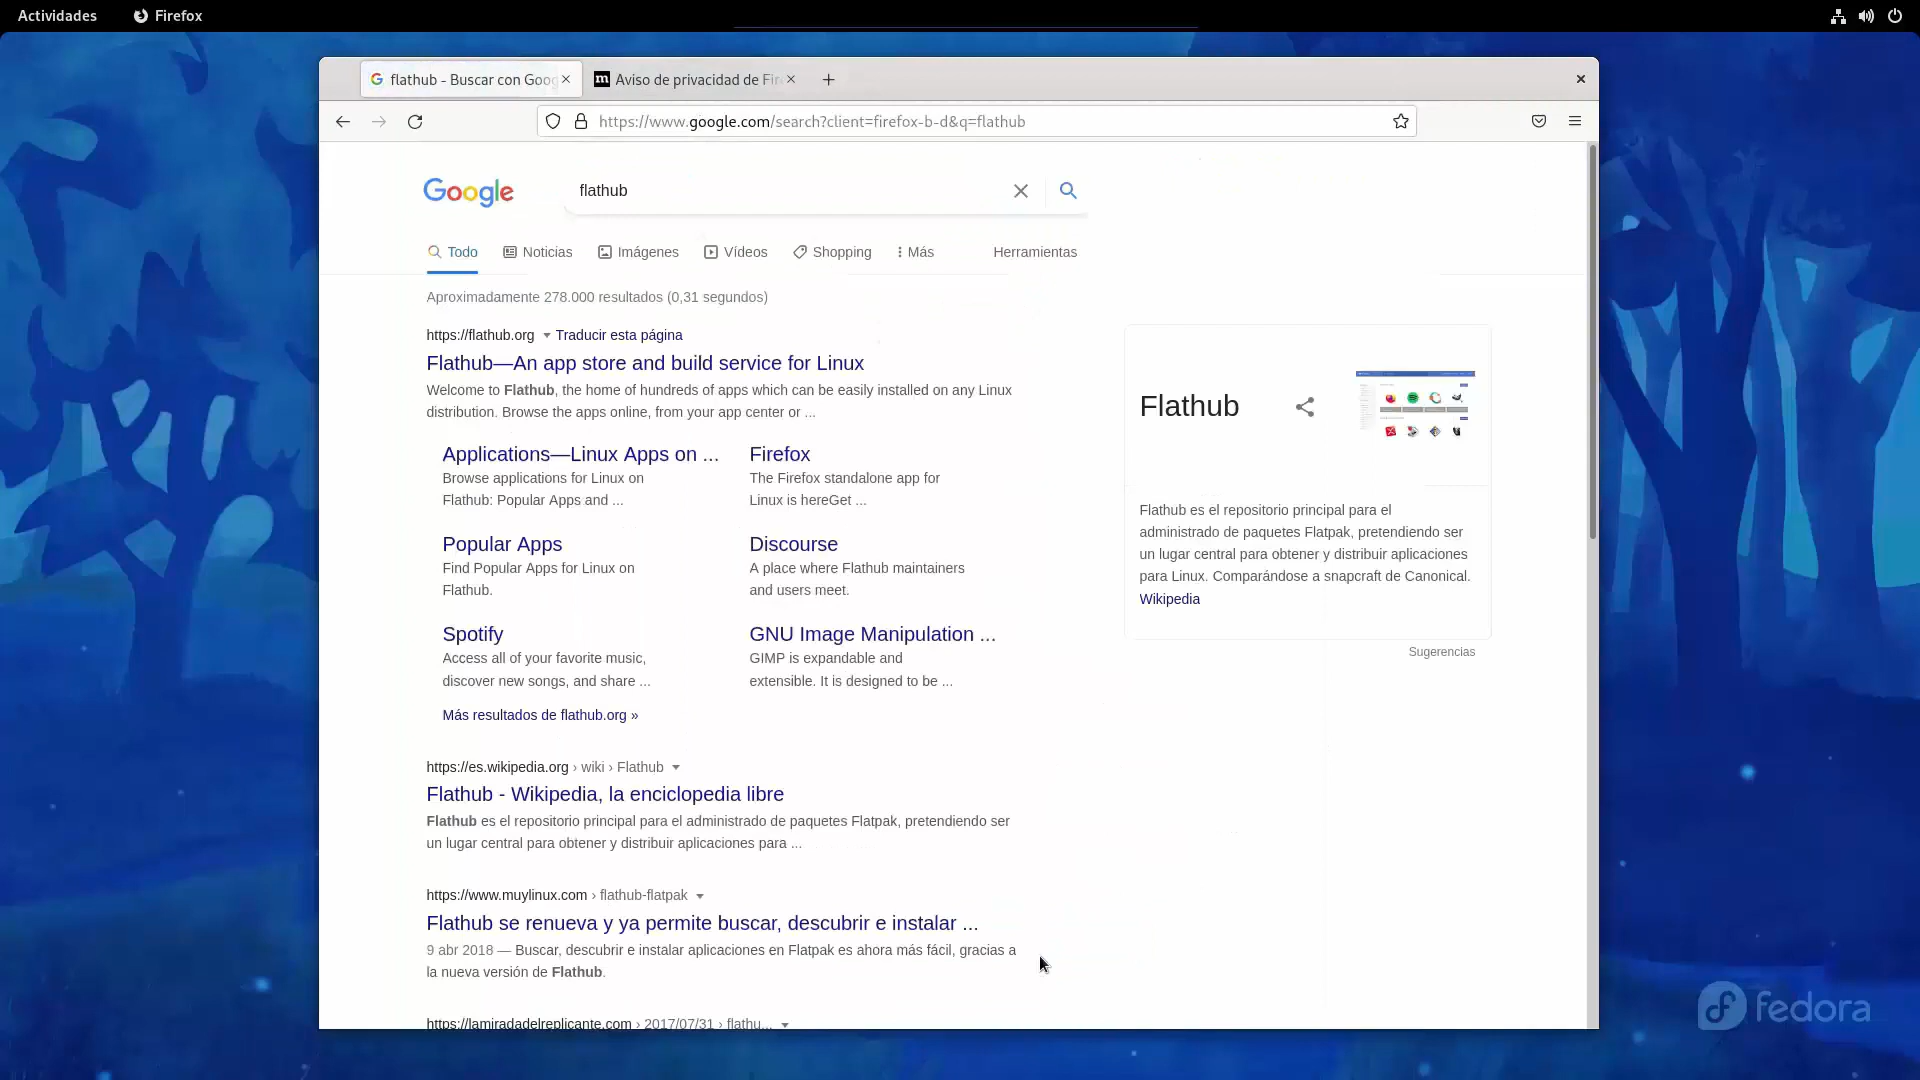 Actividades
Firefox
flathub - Buscar con Goog
Aviso de privacidad de Fir
https://www.google.com/search?client=firefox-b-d&q=flathub
Google
flathub
Todo
Noticias
Imágenes
Vídeos
Shopping
Más
Herramientas
Aproximadamente 278.000 resultados (0,31 segundos)
https://flathub.org
Traducir esta página
Flathub—An app store and build service for Linux
Welcome to Flathub, the home of hundreds of apps which can be easily installed on any Linux
distribution. Browse the apps online, from your app center or ...
Applications—Linux Apps on ...
Browse applications for Linux on
Flathub: Popular Apps and ...
Firefox
The Firefox standalone app for
Linux is hereGet ...
Popular Apps
Find Popular Apps for Linux on
Flathub.
Discourse
A place where Flathub maintainers
and users meet.
Spotify
Access all of your favorite music,
discover new songs, and share ...
GNU Image Manipulation ...
GIMP is expandable and
extensible. It is designed to be ...
Más resultados de flathub.org »
https://es.wikipedia.org › wiki › Flathub
Flathub - Wikipedia, la enciclopedia libre
Flathub es el repositorio principal para el administrado de paquetes Flatpak, pretendiendo ser
un lugar central para obtener y distribuir aplicaciones para ...
https://www.muylinux.com › flathub-flatpak
Flathub se renueva y ya permite buscar, descubrir e instalar ...
9 abr 2018 — Buscar, descubrir e instalar aplicaciones en Flatpak es ahora más fácil, gracias a
la nueva versión de Flathub.
https://lamiradadelreplicante.com › 2017/07/31 › flathu...
Flathub
Flathub es el repositorio principal para el
administrado de paquetes Flatpak, pretendiendo ser
un lugar central para obtener y distribuir aplicaciones
para Linux. Comparándose a snapcraft de Canonical.
Wikipedia
Sugerencias
fedora